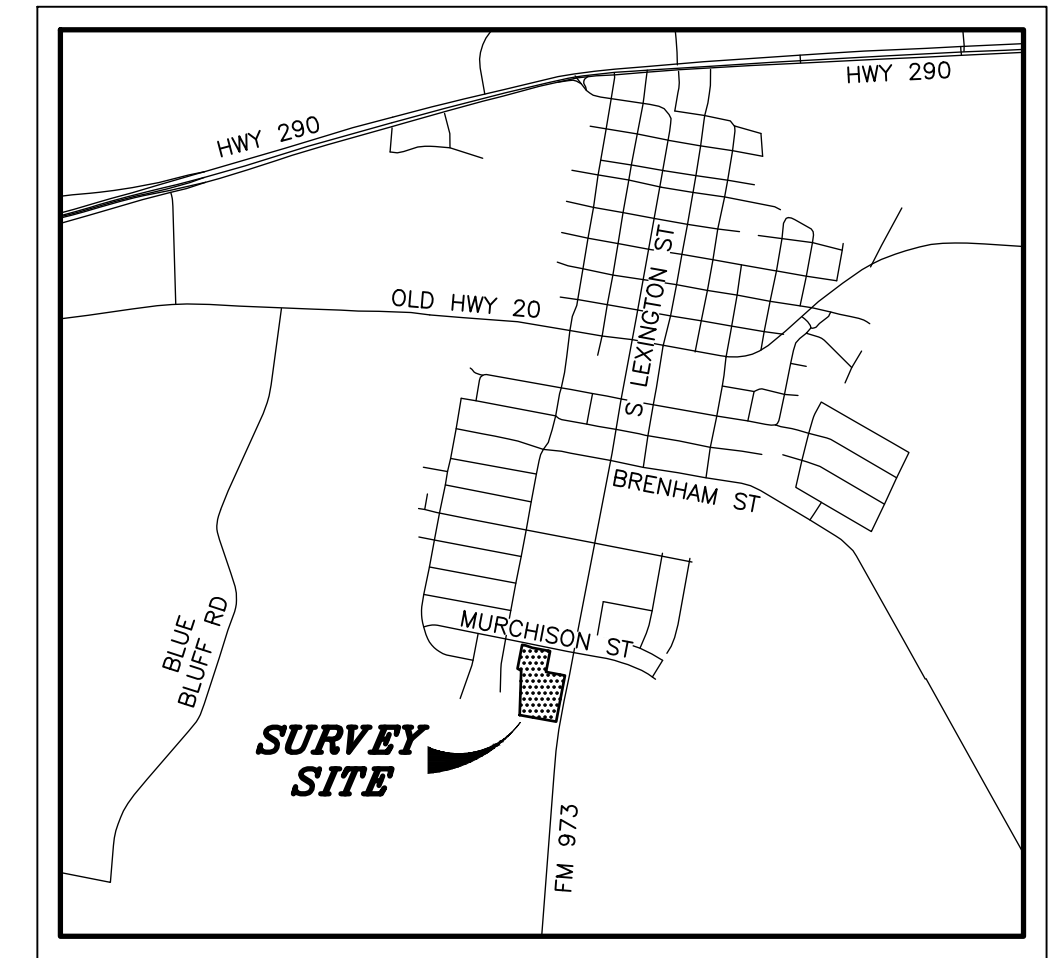 HWY 290
HWY 290
OLD HWY 20
S LEXINGTON ST
BRENHAM ST
BLUE
BLUFF RD
MURCHISON ST
SURVEY
SITE
FM 973